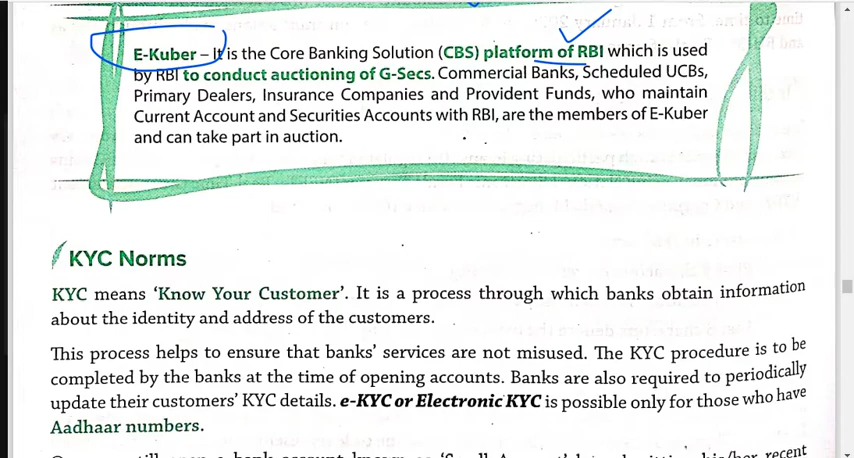 E-Kuber – It is the Core Banking Solution (CBS) platform of RBI which is used
by RBI to conduct auctioning of G-Secs. Commercial Banks, Scheduled UCBs,
Primary Dealers, Insurance Companies and Provident Funds, who maintain
Current Account and Securities Accounts with RBI, are the members of E-Kuber
and can take part in auction.
KYC Norms
KYC means ‘Know Your Customer’. It is a process through which banks obtain information
about the identity and address of the customers.
This process helps to ensure that banks’ services are not misused. The KYC procedure is to be
completed by the banks at the time of opening accounts. Banks are also required to periodically
update their customers’ KYC details. e-KYC or Electronic KYC is possible only for those who have
Aadhaar numbers.
recent